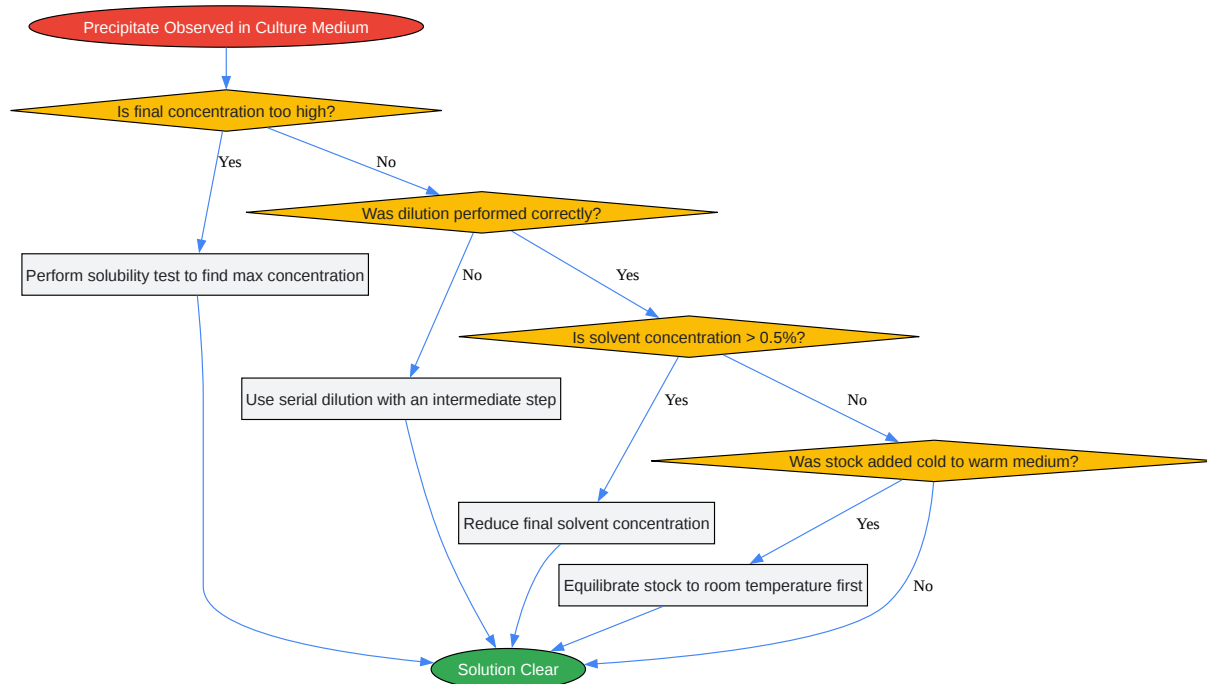 Precipitate Observed in Culture Medium
Is final concentration too high?
Yes
No
Was dilution performed correctly?
Perform solubility test to find max concentration
No
Yes
Is solvent concentration > 0.5%?
Use serial dilution with an intermediate step
Yes
No
Was stock added cold to warm medium?
Reduce final solvent concentration
Yes
Equilibrate stock to room temperature first
No
Solution Clear